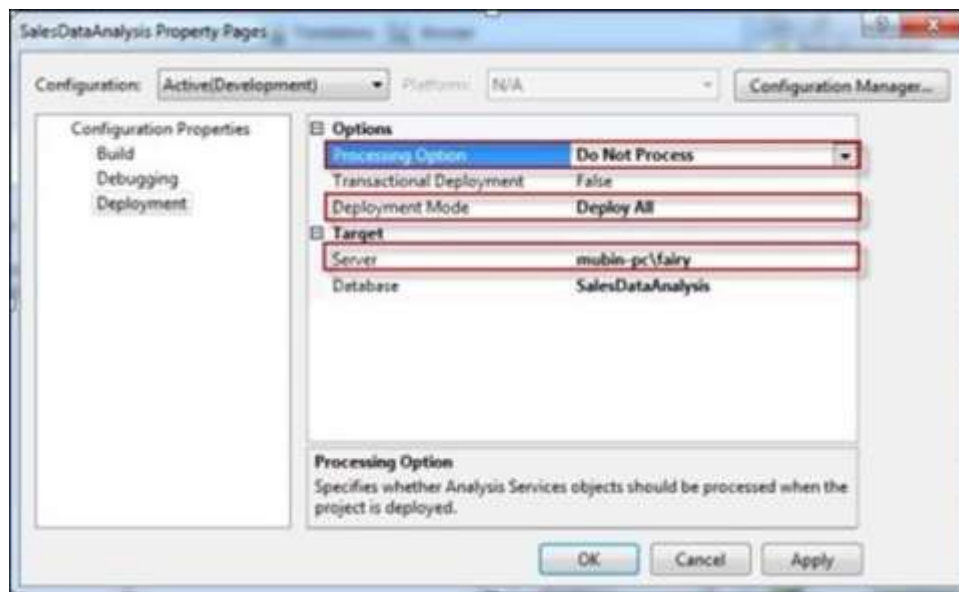 SalesDataAnalysis Property Pages
Configuration: Active(Development) Platform: N/A Configuration Manager...
Configuration Properties
Build
Debugging
Deployment
Options
Processing Option Do Not Process
Transactional Deployment False
Deployment Mode Deploy All
Target
Server mubin-pc\fairy
Database SalesDataAnalysis
Processing Option
Specifies whether Analysis Services objects should be processed when the
project is deployed.
OK Cancel Apply